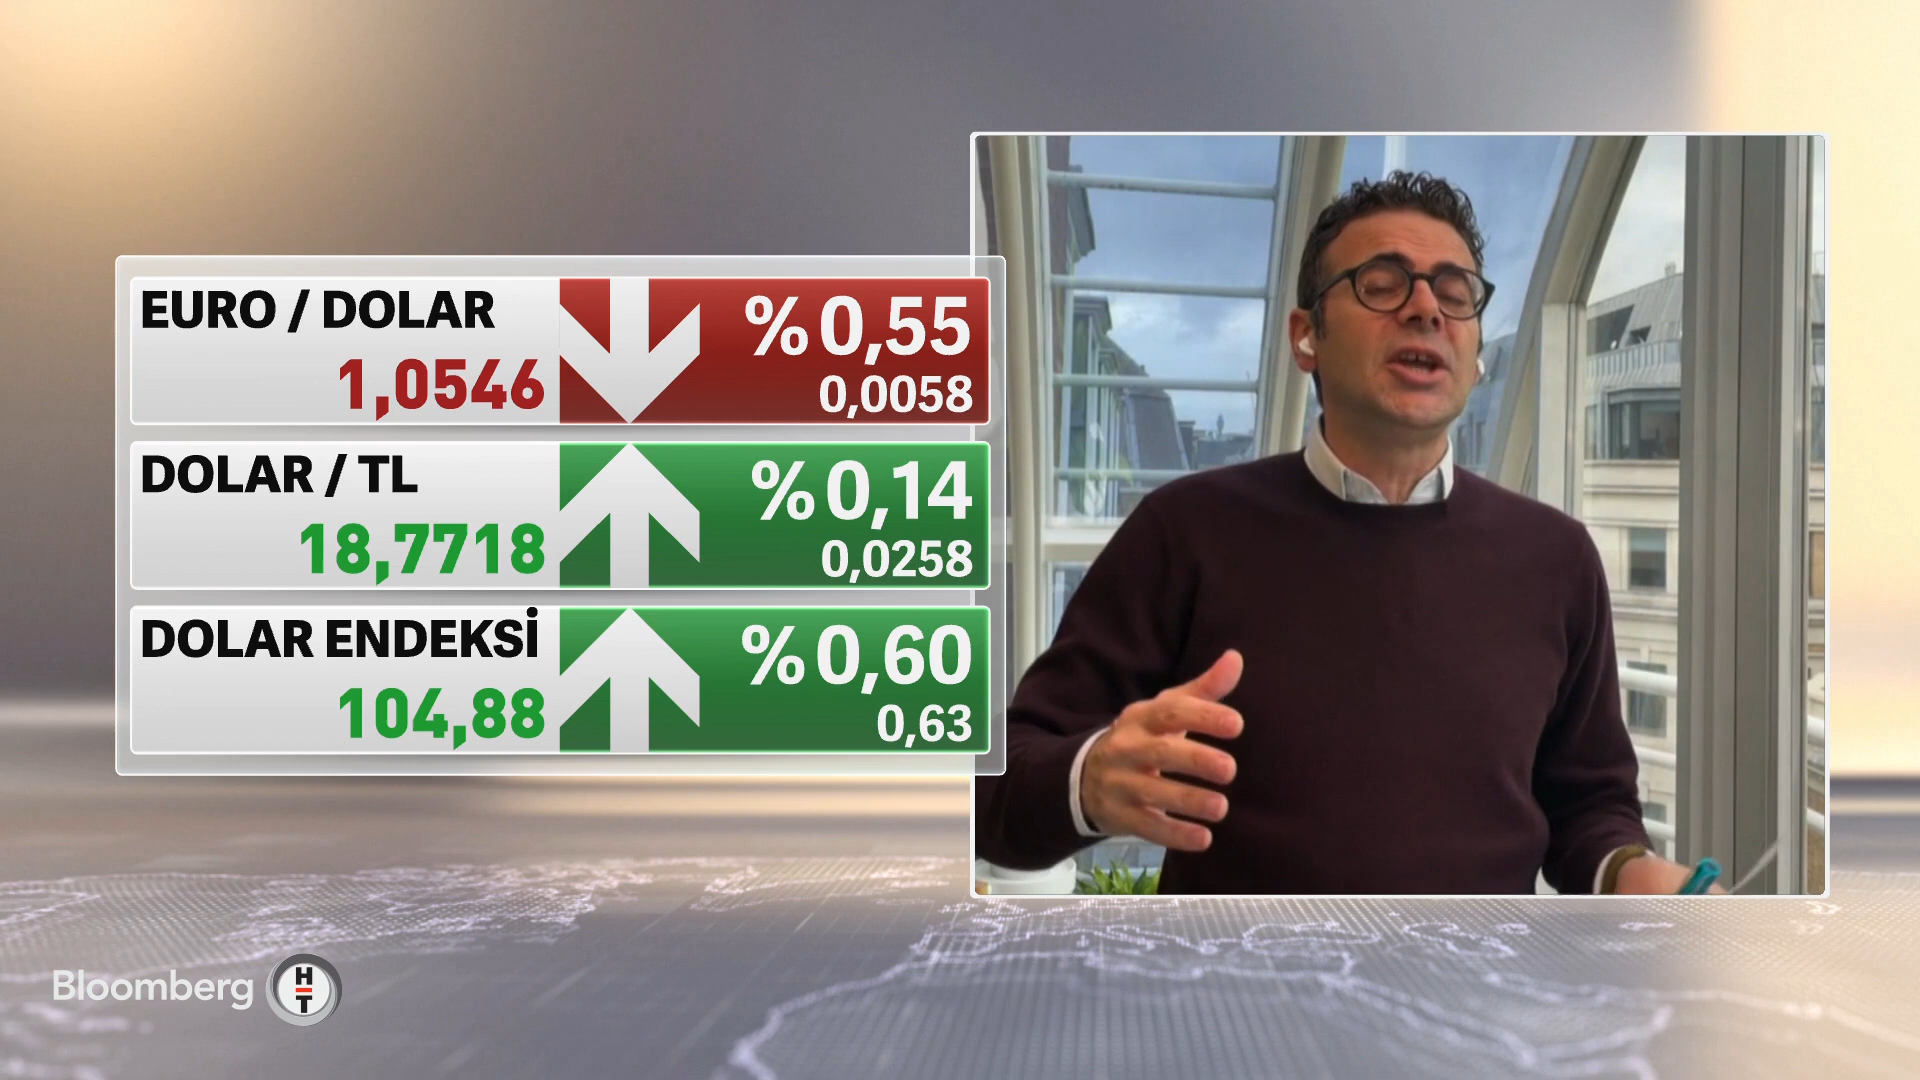 EURO / DOLAR
1,0546
%0,55
0,0058
DOLAR / TL
18,7718
%0,14
0,0258
DOLAR ENDEKSİ
104,88
%0,60
0,63
Bloomberg HT